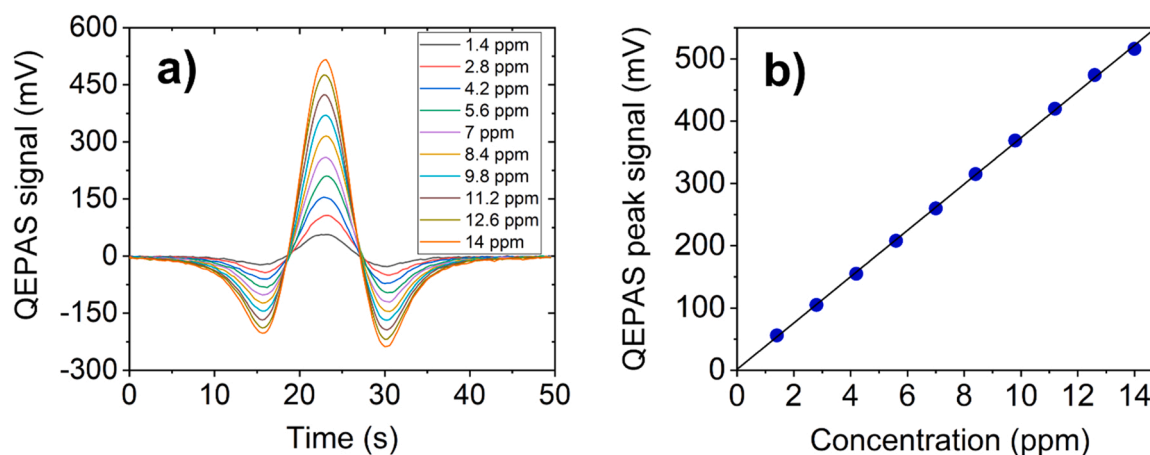 a)
QEPAS signal (mV)
600
450
300
150
0
-150
-300
0 10 20 30 40 50
Time (s)
1.4 ppm
2.8 ppm
4.2 ppm
5.6 ppm
7 ppm
8.4 ppm
9.8 ppm
11.2 ppm
12.6 ppm
14 ppm
b)
QEPAS peak signal (mV)
500
400
300
200
100
0
0 2 4 6 8 10 12 14
Concentration (ppm)